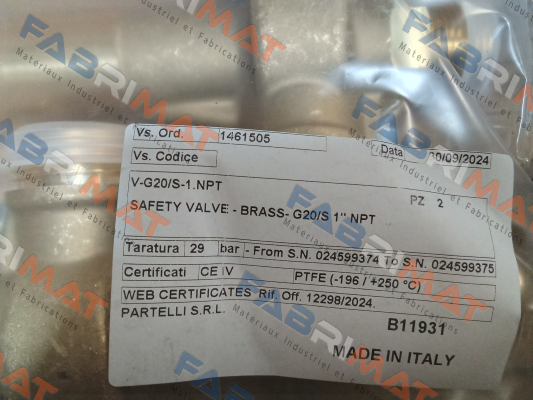 Vs. Ord. 1461505 Data 30/09/2024
Vs. Codice
V-G20/S-1.NPT PZ 2
SAFETY VALVE - BRASS- G20/S 1" NPT
Taratura 29 bar - From S.N. 024599374 To S.N. 024599375
Certificati CE IV PTFE (-196 / +250 °C)
WEB CERTIFICATES Rif. Off. 12298/2024.
PARTELLI S.R.L. B11931
MADE IN ITALY
FABRIMAT
Materiaux Industriel et Fabrications